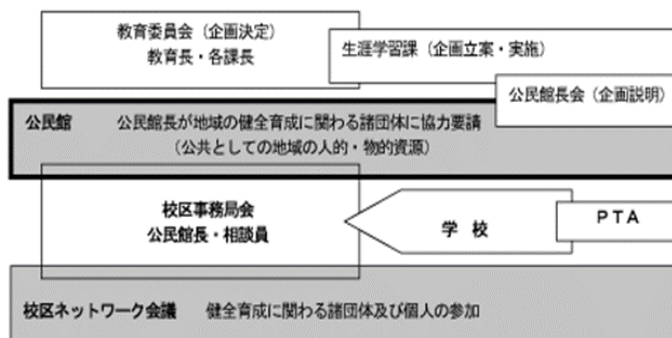 教育委員会（企画決定）
教育長・各課長
生涯学習課（企画立案・実施）
公民館長会（企画説明）
公民館　公民館長が地域の健全育成に関わる諸団体に協力要請
（公共としての地域の人的・物的資源）
校区事務局会
公民館長・相談員
学 校
ＰＴＡ
校区ネットワーク会議　健全育成に関わる諸団体及び個人の参加